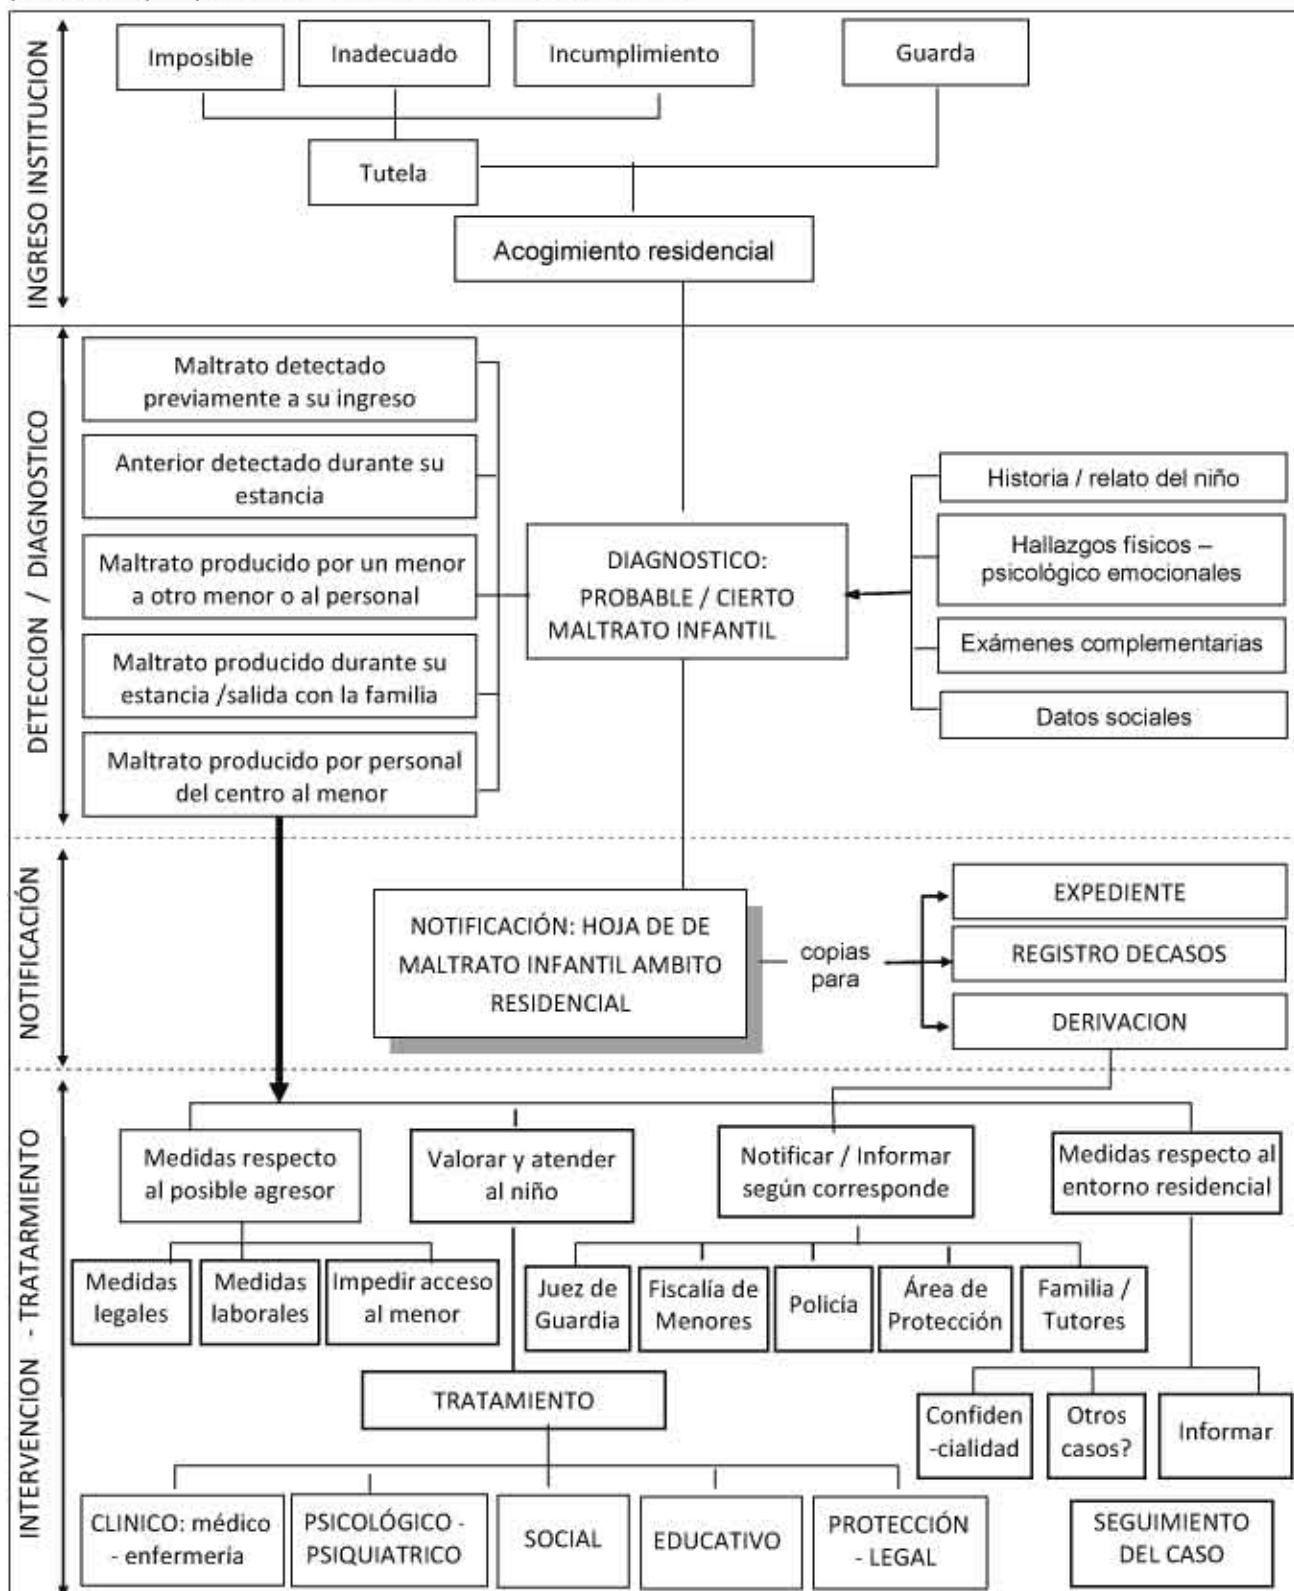 INGRESO INSTITUCION
Imposible
Inadecuado
Incumplimiento
Guarda
Tutela
Acogimiento residencial
DETECCION / DIAGNOSTICO
Maltrato detectado
previamente a su ingreso
Anterior detectado durante su
estancia
Maltrato producido por un menor
a otro menor o al personal
Maltrato producido durante su
estancia /salida con la familia
Maltrato producido por personal
del centro al menor
DIAGNOSTICO:
PROBABLE / CIERTO
MALTRATO INFANTIL
Historia / relato del niño
Hallazgos físicos –
psicológico emocionales
Exámenes complementarias
Datos sociales
NOTIFICACIÓN
NOTIFICACIÓN: HOJA DE DE
MALTRATO INFANTIL AMBITO
RESIDENCIAL
copias
para
EXPEDIENTE
REGISTRO DECASOS
DERIVACION
INTERVENCION - TRATARMIENTO
Medidas respecto
al posible agresor
Valorar y atender
al niño
Notificar / Informar
según corresponde
Medidas respecto al
entorno residencial
Medidas
legales
Medidas
laborales
Impedir acceso
al menor
Juez de
Guardia
Fiscalía de
Menores
Policía
Área de
Protección
Familia /
Tutores
TRATAMIENTO
Confiden
-cialidad
Otros
casos?
Informar
CLINICO: médico
- enfermería
PSICOLÓGICO -
PSIQUIATRICO
SOCIAL
EDUCATIVO
PROTECCIÓN
- LEGAL
SEGUIMIENTO
DEL CASO